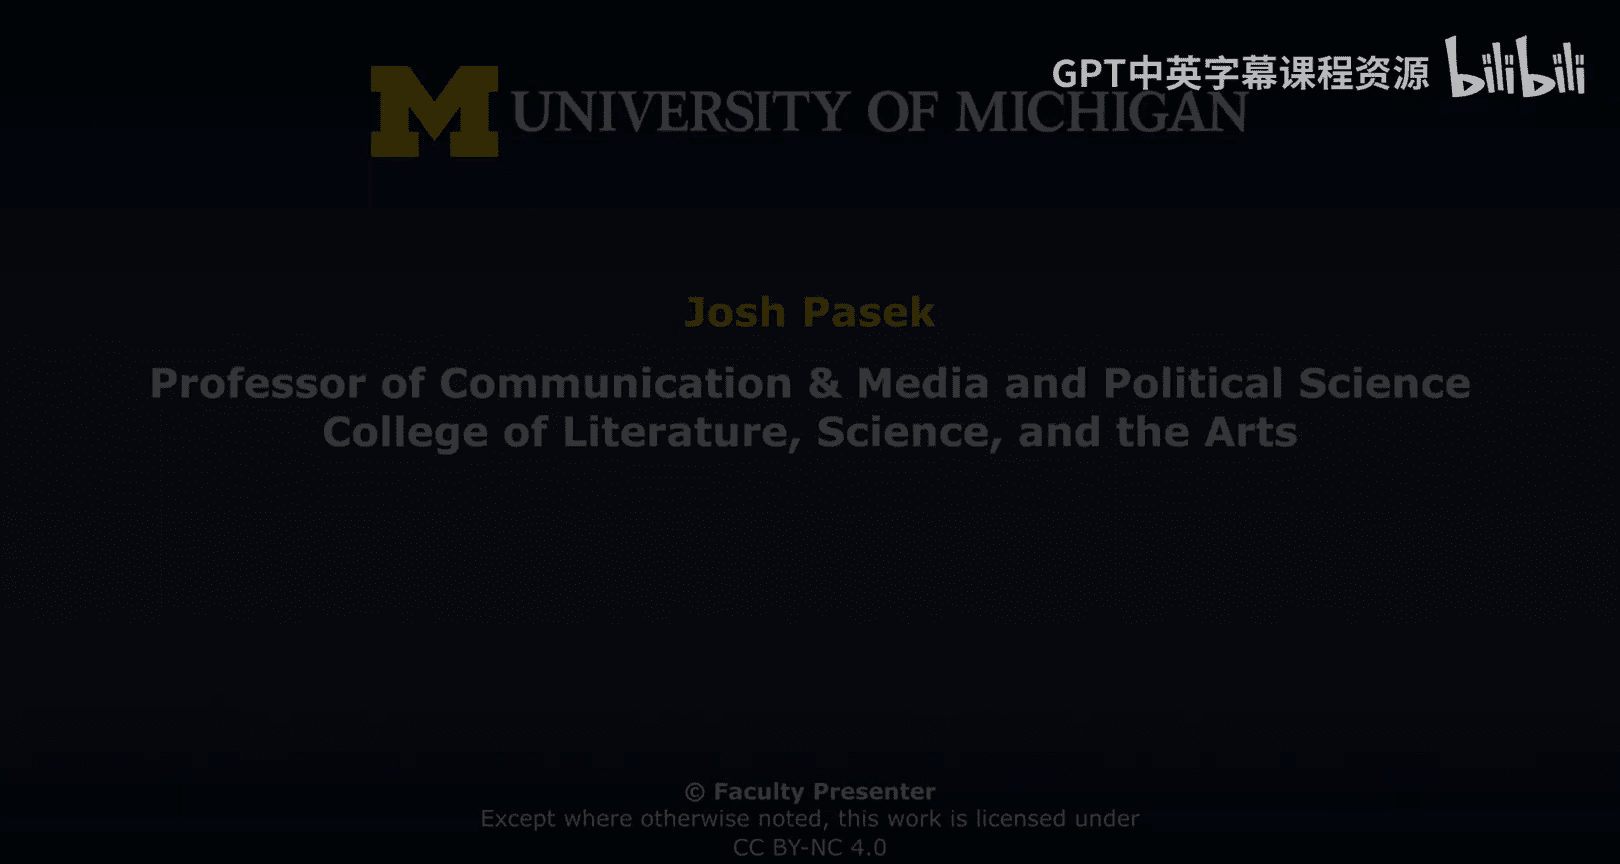 GPT中英字幕课程资源 bilibili
M UNIVERSITY OF MICHIGAN
Josh Pasek
Professor of Communication & Media and Political Science
College of Literature, Science, and the Arts
© Faculty Presenter
Except where otherwise noted, this work is licensed under
CC BY-NC 4.0